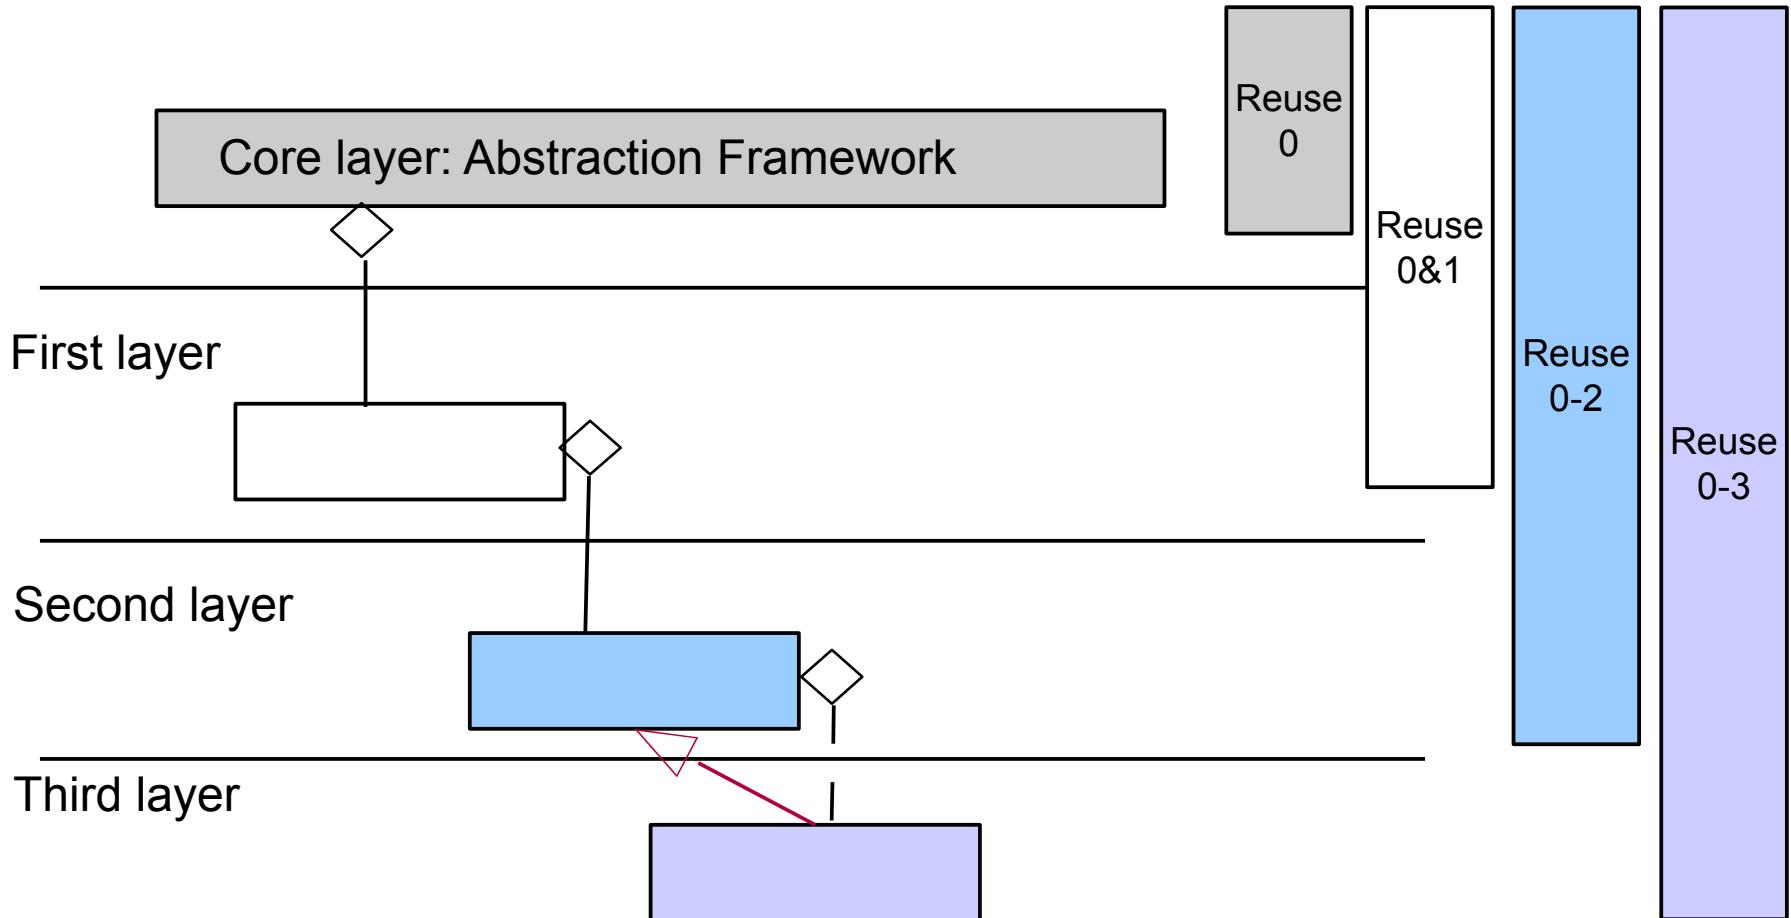 Core layer: Abstraction Framework
First layer
Second layer
Third layer
Reuse
0
Reuse
0&1
Reuse
0-2
Reuse
0-3